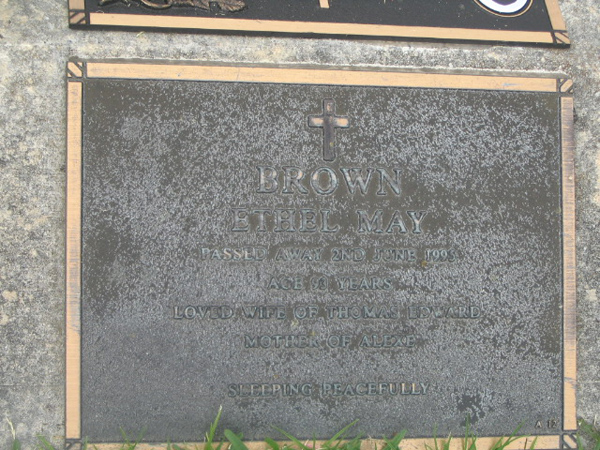 BROWN
ETHEL MAY
PASSED AWAY 2ND JUNE
AGE YEARS
LOVED WIFE OF THOMAS EDWARD
MOTHER OF
SLEEPING PEACEFULLY